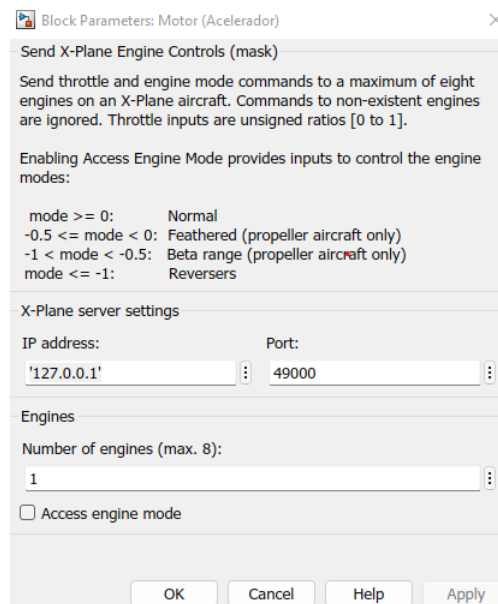 Block Parameters: Motor (Acelerador)
Send X-Plane Engine Controls (mask)
Send throttle and engine mode commands to a maximum of eight
engines on an X-Plane aircraft. Commands to non-existent engines
are ignored. Throttle inputs are unsigned ratios [0 to 1].
Enabling Access Engine Mode provides inputs to control the engine
modes:
mode >= 0: Normal
-0.5 <= mode < 0: Feathered (propeller aircraft only)
-1 < mode < -0.5: Beta range (propeller aircraft only)
mode <= -1: Reversers
X-Plane server settings
IP address: Port:
'127.0.0.1' 49000
Engines
Number of engines (max. 8):
1
Access engine mode
OK Cancel Help Apply